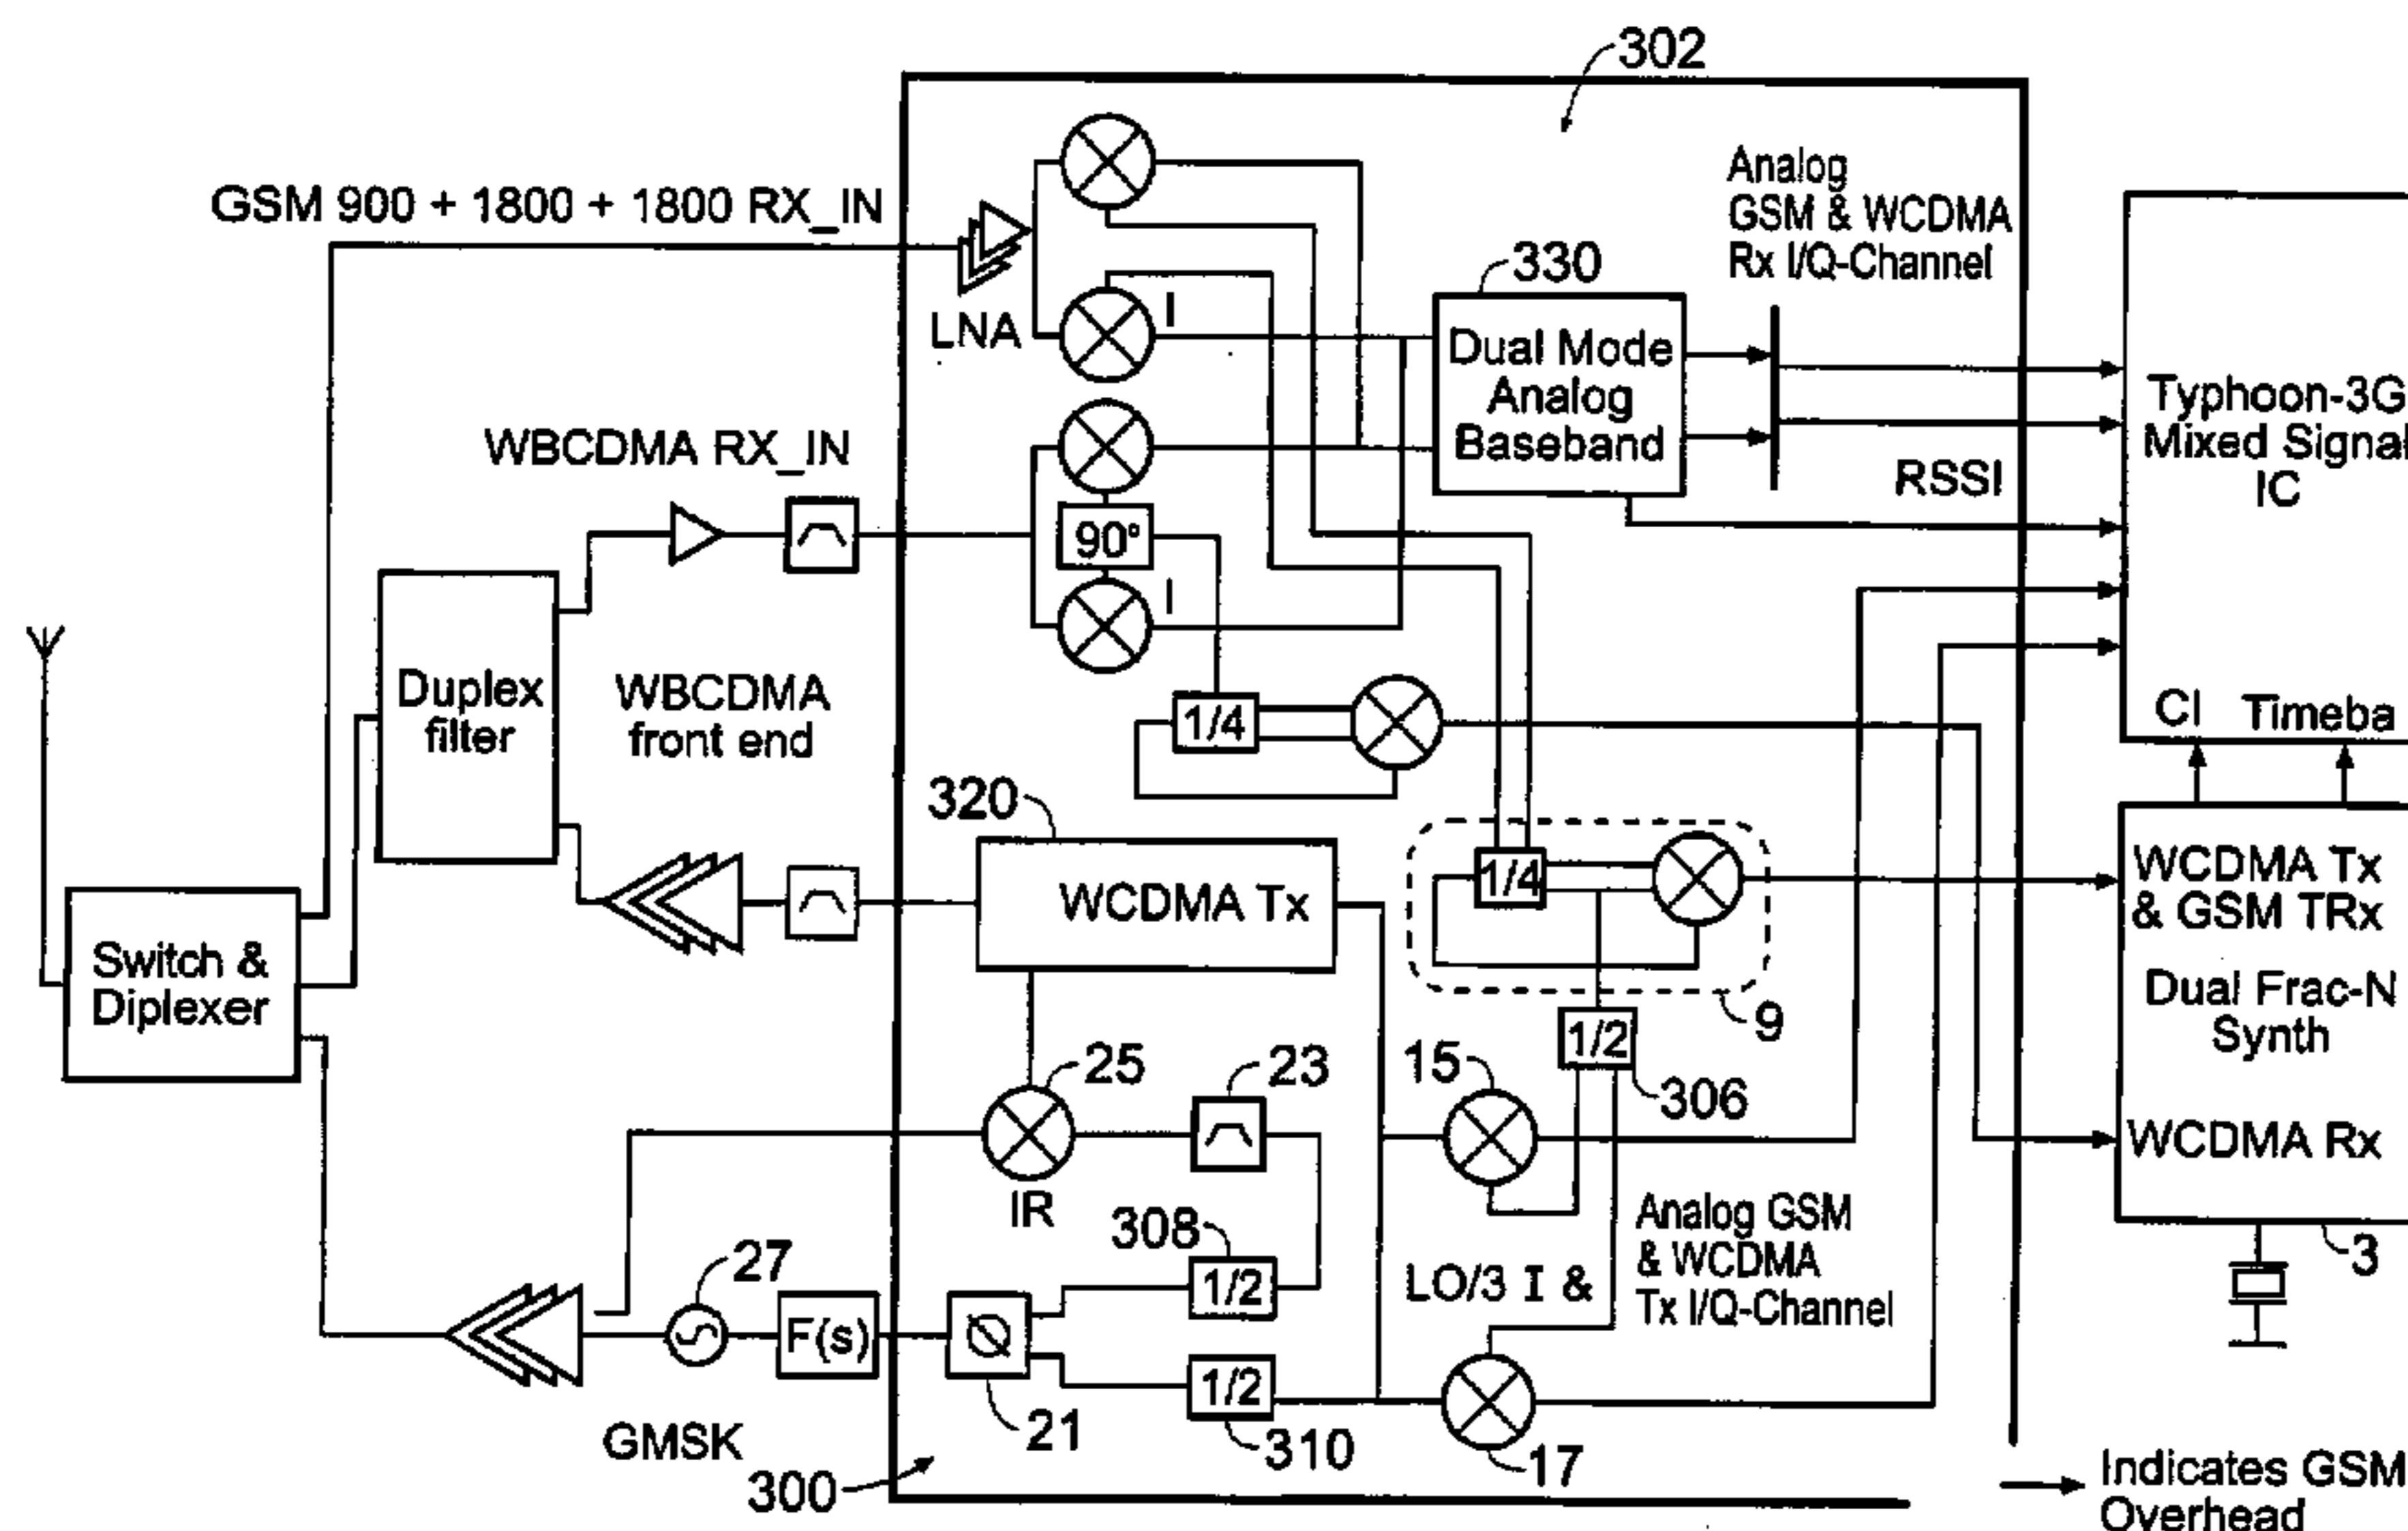 302
GSM 900 + 1800 + 1800 RX_IN
LNA
I
Analog
GSM & WCDMA
Rx I/Q-Channel
330
Dual Mode
Analog
Baseband
RSSI
Typhoon-3G
Mixed Signal
IC
CI Timeba
WBCDMA RX_IN
90°
I
Duplex
filter
WBCDMA
front end
1/4
320
WCDMA Tx
1/4
9
1/2
306
WCDMA Tx
& GSM TRx
Dual Frac-N
Synth
WCDMA Rx
3
Switch &
Diplexer
25
IR
23
15
308
1/2
LO/3 I &
Analog GSM
& WCDMA
Tx I/Q-Channel
27
F(s)
21
1/2
310
17
GMSK
300
Indicates GSM
Overhead